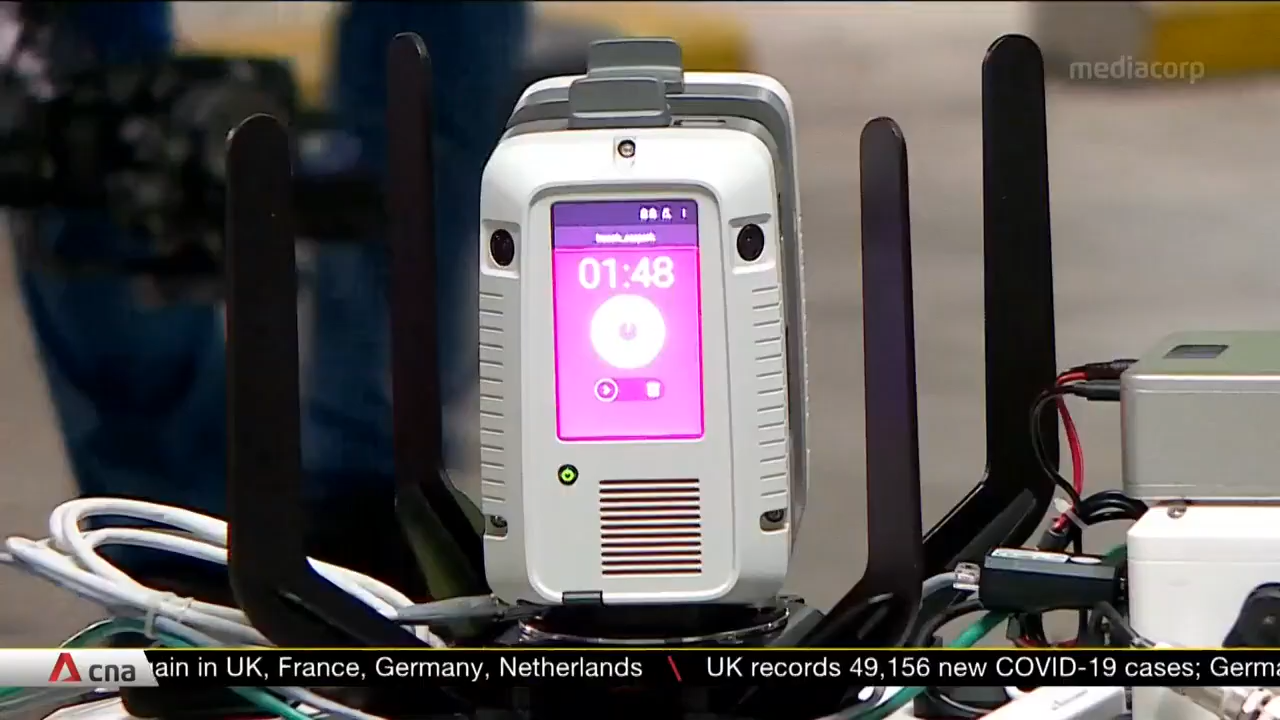 mediacorp
01:48
cna
ain in UK, France, Germany, Netherlands \ UK records 49,156 new COVID-19 cases; Germa